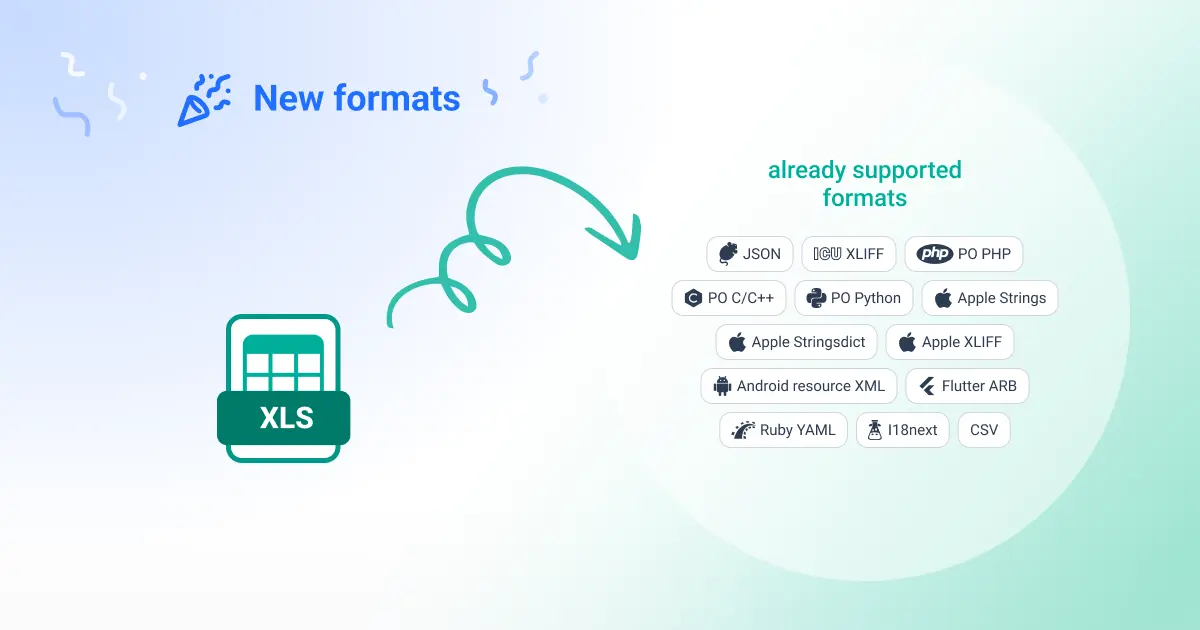 New formats
already supported
formats
JSON
ICU XLIFF
php PO PHP
C PO C/C++
PO Python
Apple Strings
Apple Stringsdict
Apple XLIFF
Android resource XML
Flutter ARB
Ruby YAML
I18next
CSV
XLS